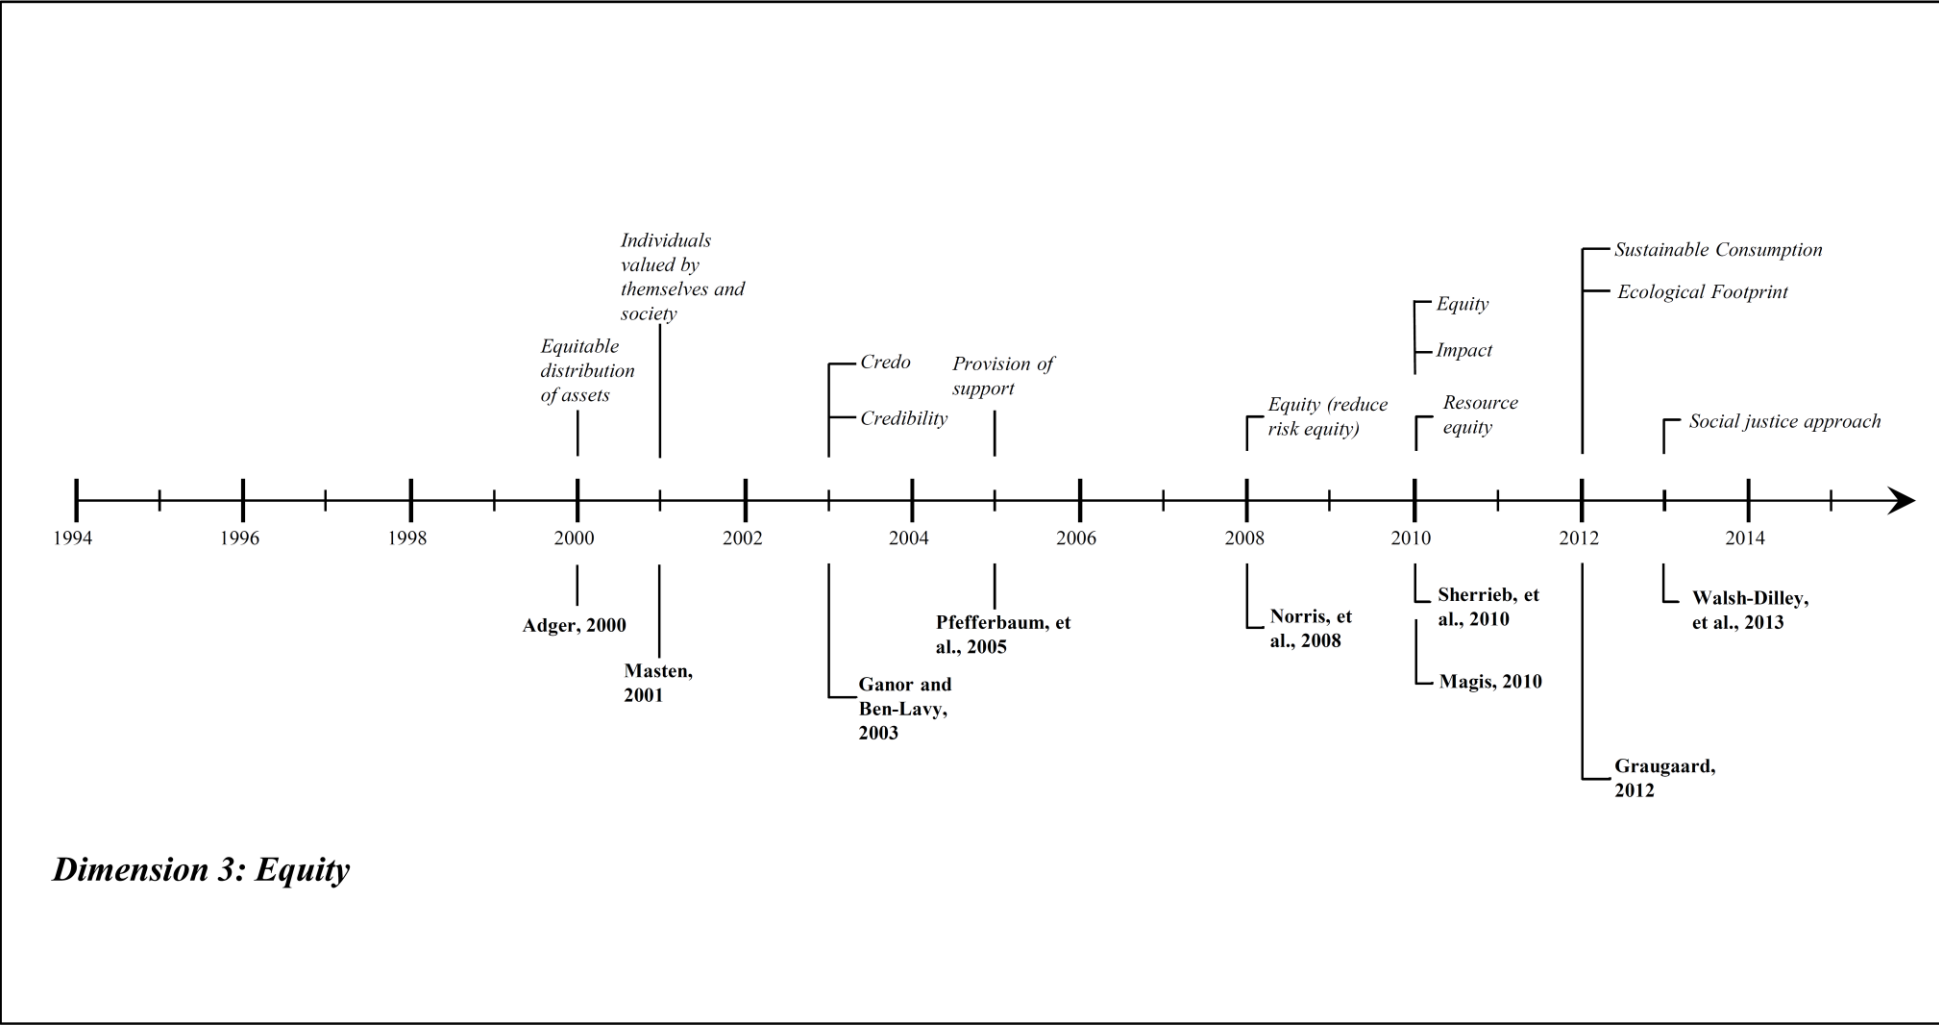 Individuals
valued by
themselves and
society
Equitable
distribution
of assets
Credo
Credibility
Provision of
support
Equity (reduce
risk equity)
Equity
Impact
Resource
equity
Sustainable Consumption
Ecological Footprint
Social justice approach
1994 1996 1998 2000 2002 2004 2006 2008 2010 2012 2014
Adger, 2000
Masten,
2001
Ganor and
Ben-Lavy,
2003
Pfefferbaum, et
al., 2005
Norris, et
al., 2008
Sherrieb, et
al., 2010
Magis, 2010
Graugaard,
2012
Walsh-Dilley,
et al., 2013
Dimension 3: Equity